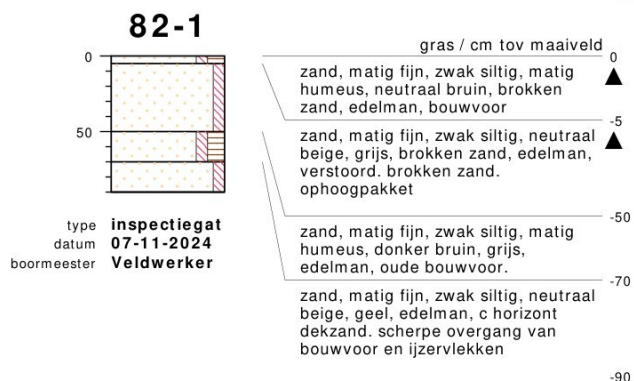 82-1
gras / cm tov maaiveld
0
0
zand, matig fijn, zwak siltig, matig
humeus, neutraal bruin, brokken
zand, edelman, bouwvoor
-5
50
zand, matig fijn, zwak siltig, neutraal
beige, grijs, brokken zand, edelman,
verstoord. brokken zand.
ophoogpakket
-50
type inspectiegat
datum 07-11-2024
boormeester Veldwerker
zand, matig fijn, zwak siltig, matig
humeus, donker bruin, grijs,
edelman, oude bouwvoor.
-70
zand, matig fijn, zwak siltig, neutraal
beige, geel, edelman, c horizont
dekzand. scherpe overgang van
bouwvoor en ijzervlekken
-90